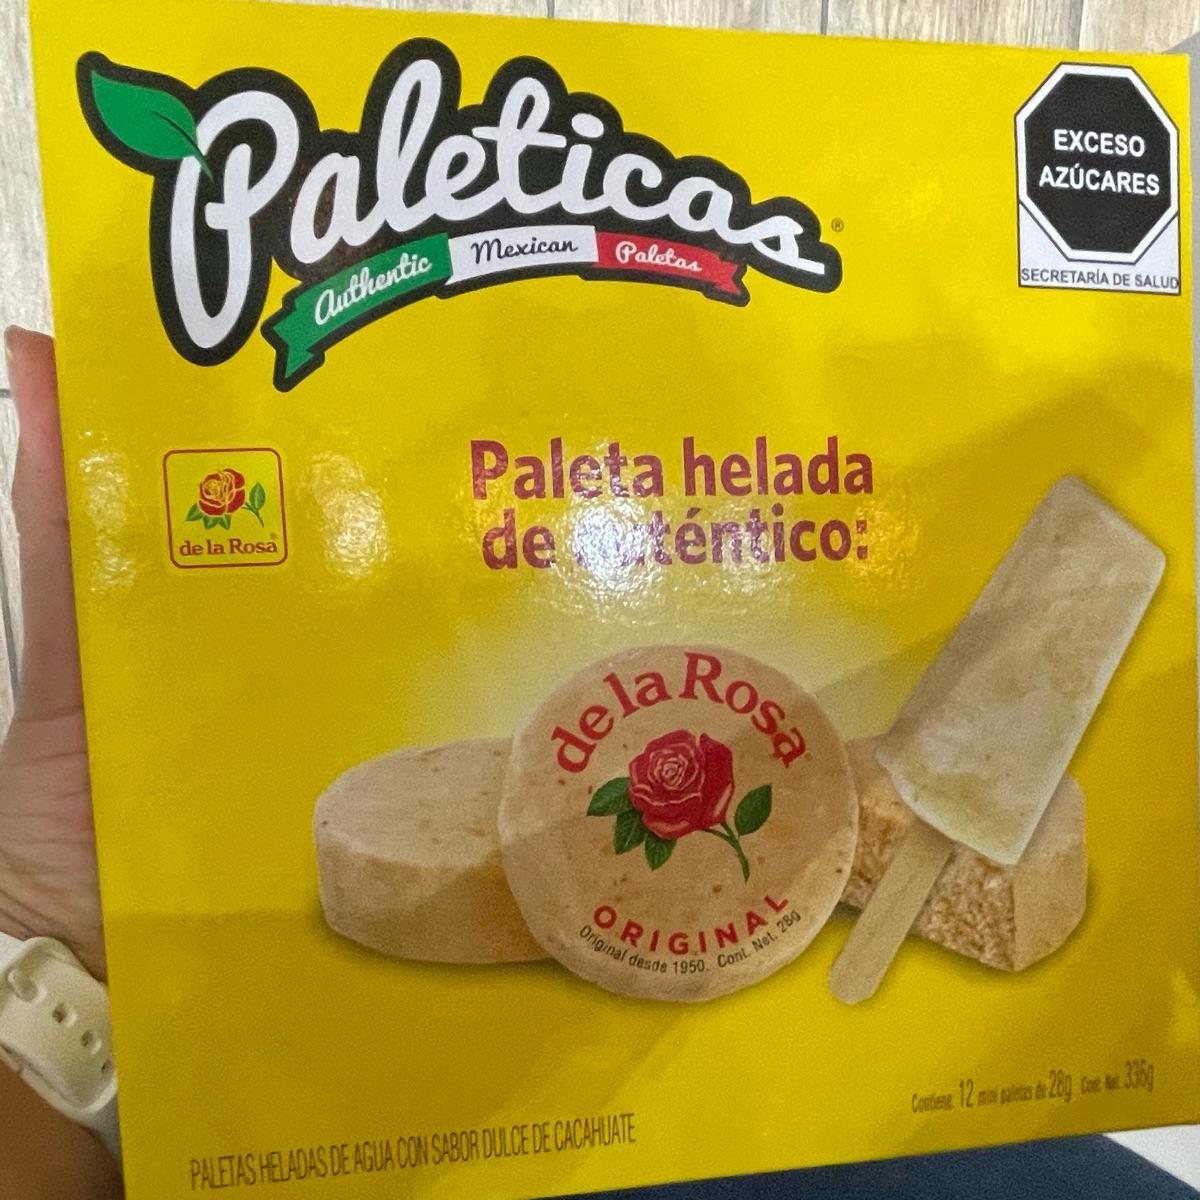 Paleticas®
Authentic Mexican Paletas
EXCESO
AZÚCARES
SECRETARÍA DE SALUD
de la Rosa®
Paleta helada
de auténtico:
de la Rosa
ORIGINAL
Original desde 1950. Cont. Net. 28g
Contiene: 12 mini paletas de 28g Cont. Net. 336g
PALETAS HELADAS DE AGUA CON SABOR DULCE DE CACAHUATE